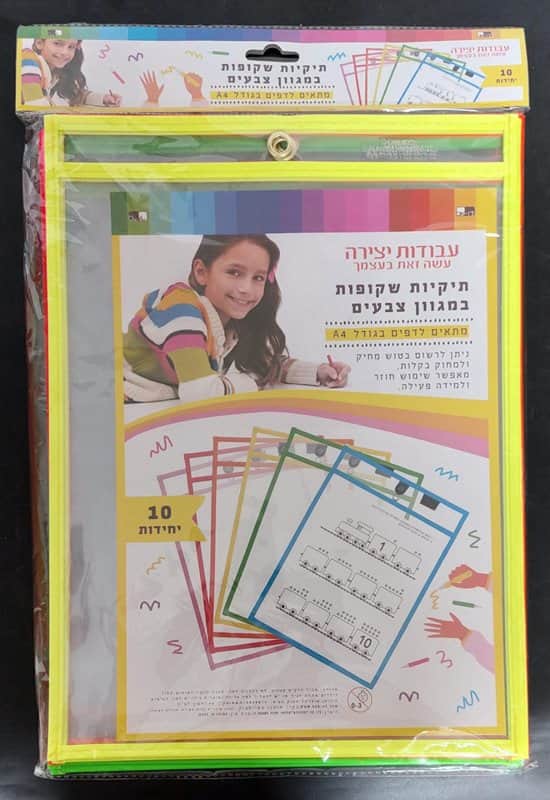 עבודות יצירה
עשה זאת בעצמך
תיקיות שקופות
במגוון צבעים
מתאים לדפים בגודל A4
10
יחידות
עבודות יצירה
עשה זאת בעצמך
תיקיות שקופות
במגוון צבעים
מתאים לדפים בגודל A4
ניתן לרשום בטוש מחיק
ולמחוק בקלות.
מאפשר שימוש חוזר
ולמידה פעילה.
10
יחידות
1
10
0-3